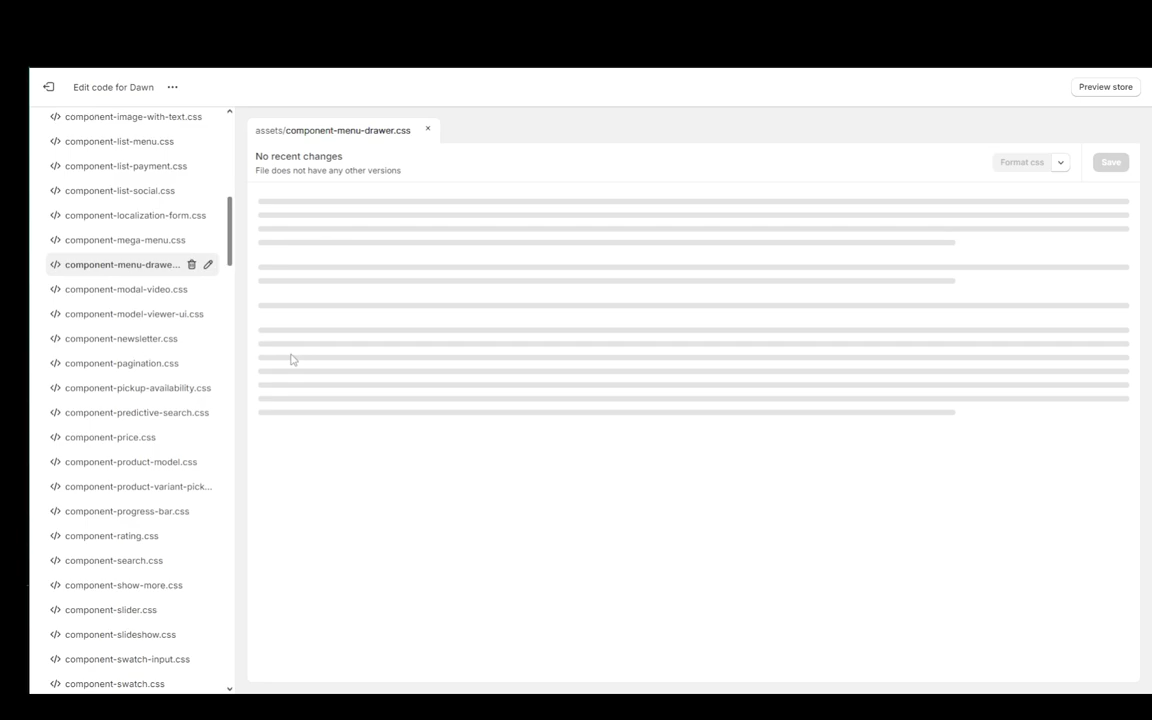 Edit code for Dawn
Preview store
component-image-with-text.css
component-list-menu.css
component-list-payment.css
component-list-social.css
component-localization-form.css
component-mega-menu.css
component-menu-drawe...
component-modal-video.css
component-model-viewer-ui.css
component-newsletter.css
component-pagination.css
component-pickup-availability.css
component-predictive-search.css
component-price.css
component-product-model.css
component-product-variant-pick...
component-progress-bar.css
component-rating.css
component-search.css
component-show-more.css
component-slider.css
component-slideshow.css
component-swatch-input.css
component-swatch.css
assets/component-menu-drawer.css
No recent changes
File does not have any other versions
Format css
Save